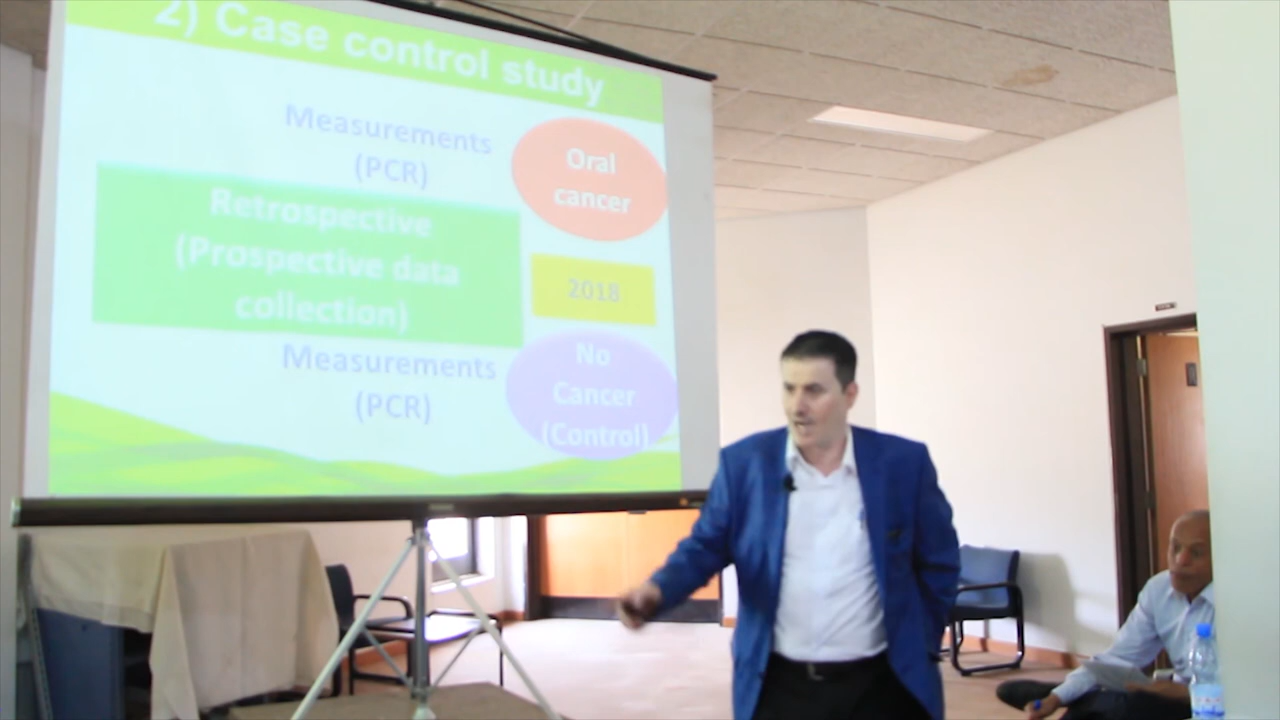 2) Case control study
Measurements
(PCR)
Oral
cancer
Retrospective
(Prospective data
collection)
2018
Measurements
(PCR)
No
Cancer
(Control)